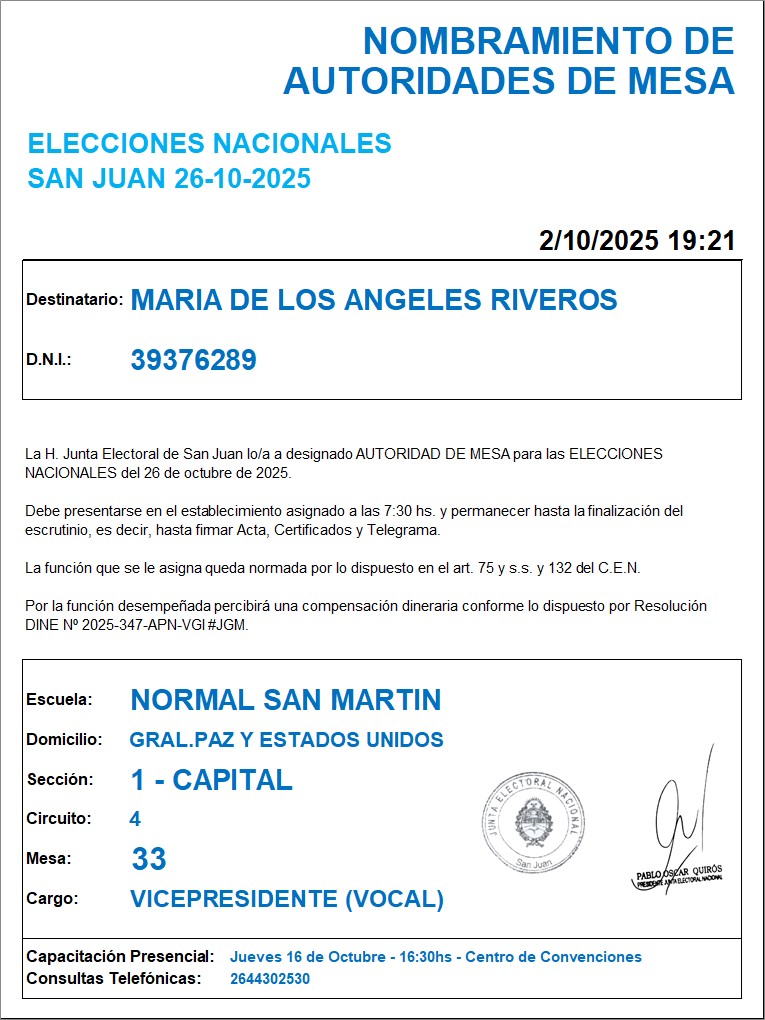 NOMBRAMIENTO DE
AUTORIDADES DE MESA
ELECCIONES NACIONALES
SAN JUAN 26-10-2025
2/10/2025 19:21
Destinatario: MARIA DE LOS ANGELES RIVEROS
D.N.I.: 39376289
La H. Junta Electoral de San Juan lo/a a designado AUTORIDAD DE MESA para las ELECCIONES
NACIONALES del 26 de octubre de 2025.
Debe presentarse en el establecimiento asignado a las 7:30 hs. y permanecer hasta la finalización del
escrutinio, es decir, hasta firmar Acta, Certificados y Telegrama.
La función que se le asigna queda normada por lo dispuesto en el art. 75 y s.s. y 132 del C.E.N.
Por la función desempeñada percibirá una compensación dineraria conforme lo dispuesto por Resolución
DINE Nº 2025-347-APN-VGI#JGM.
Escuela: NORMAL SAN MARTIN
Domicilio: GRAL.PAZ Y ESTADOS UNIDOS
Sección: 1 - CAPITAL
Circuito: 4
Mesa: 33
Cargo: VICEPRESIDENTE (VOCAL)
JUNTA ELECTORAL NACIONAL
San Juan
PABLO OSCAR QUIRÓS
PRESIDENTE JUNTA ELECTORAL NACIONAL
Capacitación Presencial: Jueves 16 de Octubre - 16:30hs - Centro de Convenciones
Consultas Telefónicas: 2644302530